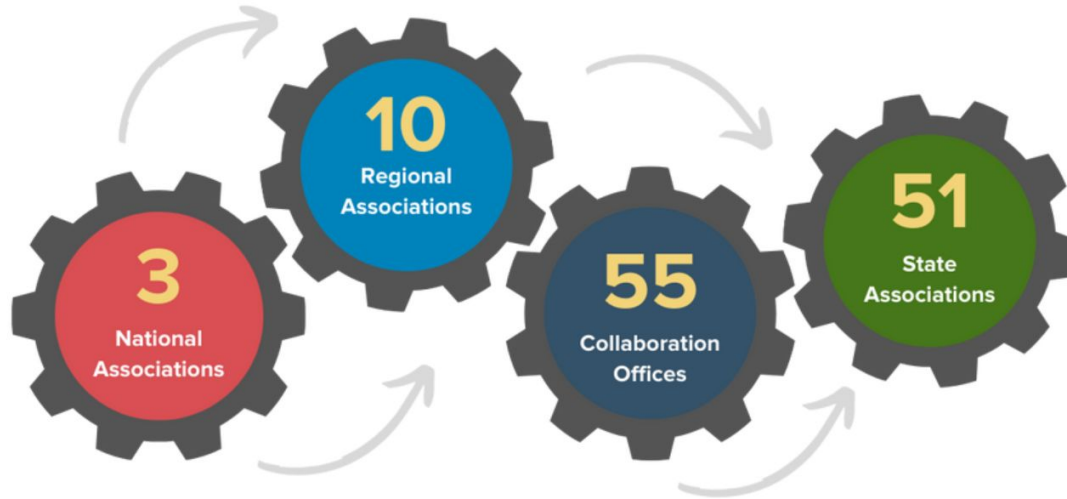 3
National
Associations
10
Regional
Associations
55
Collaboration
Offices
51
State
Associations